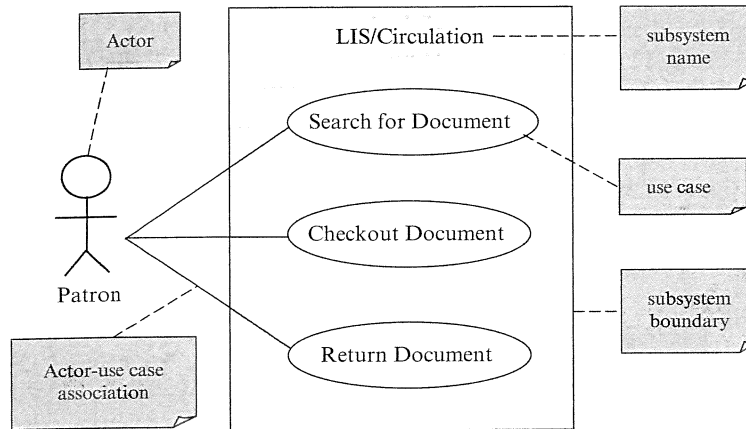 Actor
LIS/Circulation
subsystem
name
Search for Document
use case
Checkout Document
Patron
subsystem
boundary
Return Document
Actor-use case
association